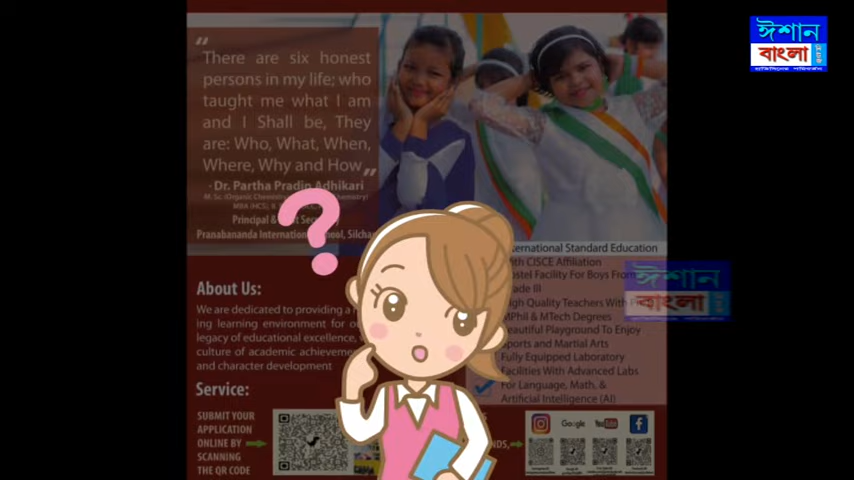 ঈশান
বাংলা
“
There are six honest
persons in my life; who
taught me what I am
and I Shall be, They
are: Who, What, When,
Where, Why and How
”
- Dr. Partha Pradip Adhikari
MBA (HCS), B.
Principal &
Pranabananda International School, Silchar
International Standard Education
With CISCE Affiliation
Hostel Facility For Boys From
Grade III
High Quality Teachers With
MPhil & MTech Degrees
Beautiful Playground To Enjoy
Sports and Martial Arts
Fully Equipped Laboratory
Facilities With Advanced Labs
For Language, Math, &
Artificial Intelligence (AI)
ঈশান
বাংলা
About Us:
We are dedicated to providing a
ing learning environment for
legacy of educational excellence,
culture of academic
and character development
Service:
SUBMIT YOUR
APPLICATION
ONLINE BY
SCANNING
THE QR CODE
Google
YouTube
?